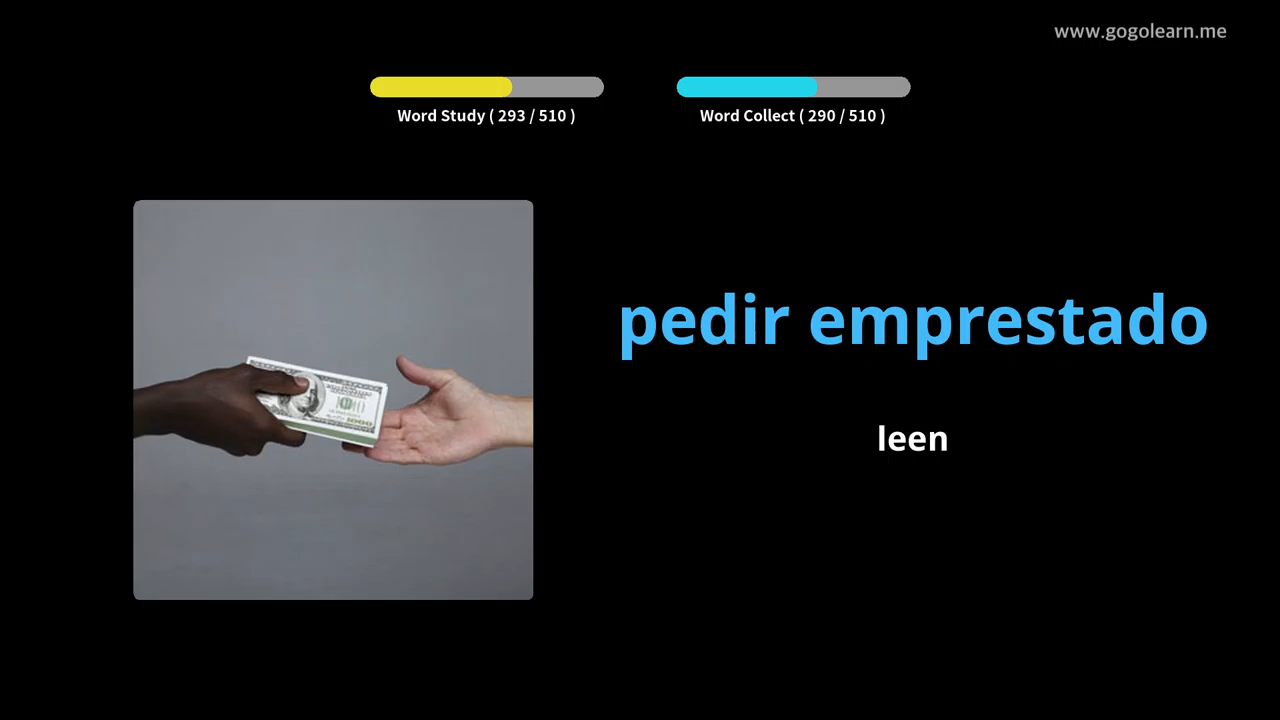 www.gogolearn.me
Word Study ( 293 / 510 )
Word Collect ( 290 / 510 )
pedir emprestado
leen